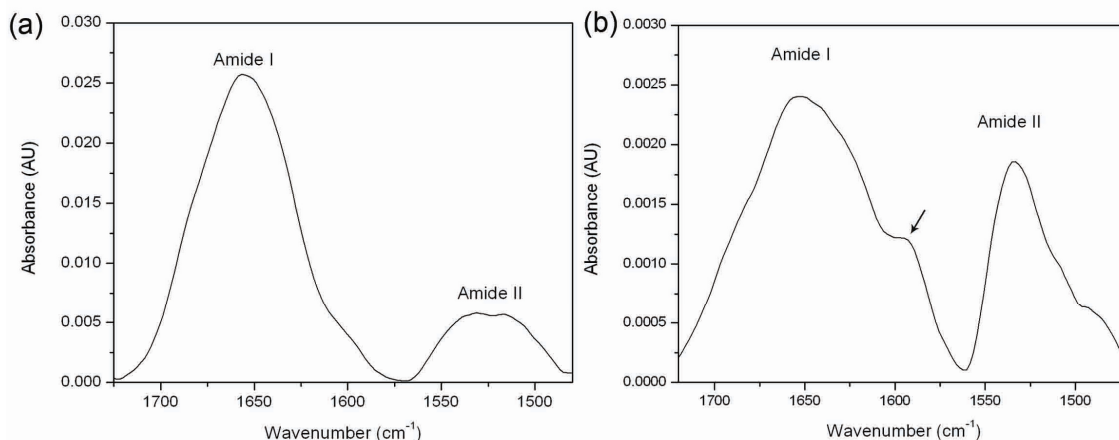 (a)
0.030
0.025
0.020
0.015
0.010
0.005
0.000
Absorbance (AU)
Amide I
Amide II
1700
1650
1600
1550
1500
Wavenumber (cm⁻¹)
(b)
0.0030
0.0025
0.0020
0.0015
0.0010
0.0005
0.0000
Absorbance (AU)
Amide I
Amide II
1700
1650
1600
1550
1500
Wavenumber (cm⁻¹)